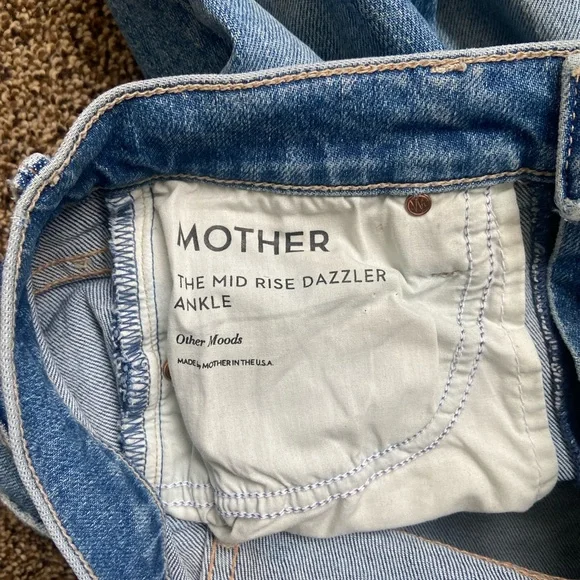 MOTHER
THE MID RISE DAZZLER
ANKLE
Other Moods
MADE by MOTHER IN THE U.S.A.